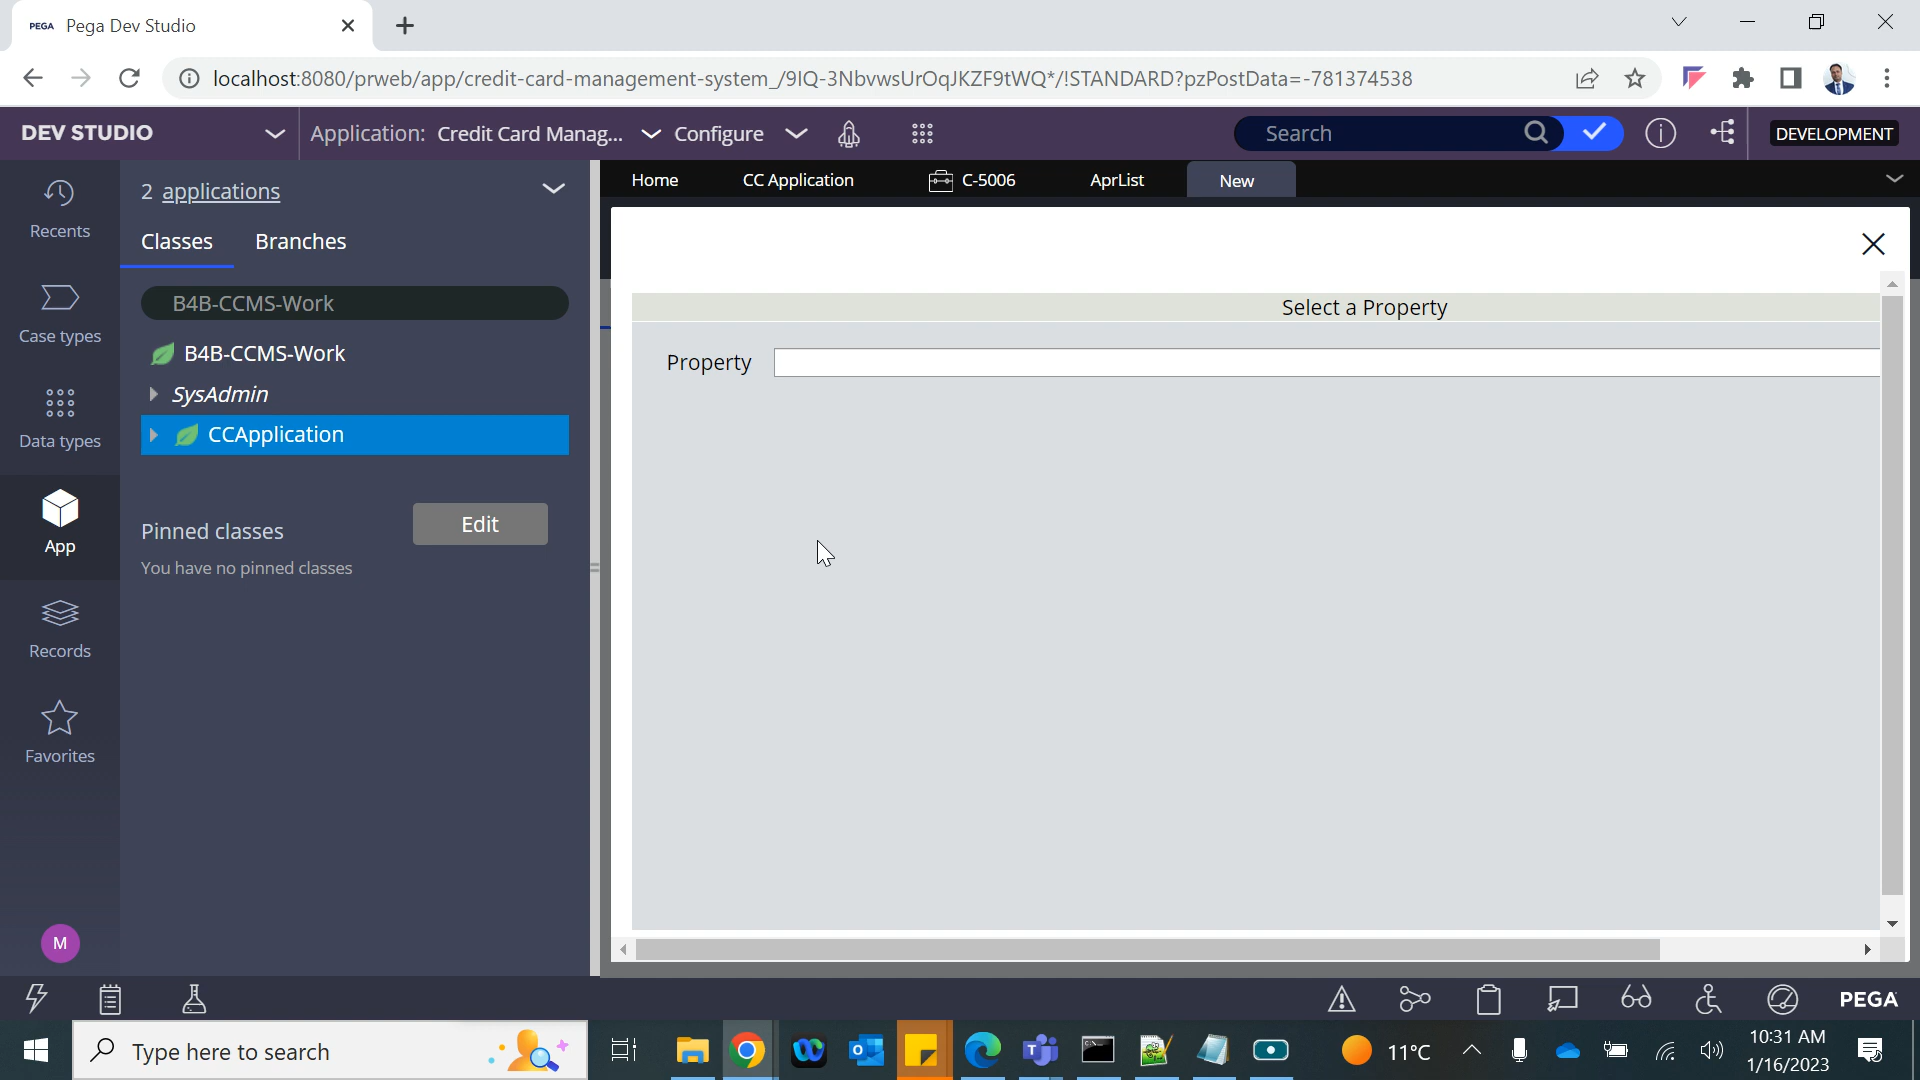 PEGA Pega Dev Studio
localhost:8080/prweb/app/credit-card-management-system_/9IQ-3NbvwsUrOqJKZF9tWQ*/!STANDARD?pzPostData=-781374538
DEV STUDIO Application: Credit Card Manag... Configure Search DEVELOPMENT
Recents
Case types
Data types
App
Records
Favorites
M
2 applications
Classes Branches
B4B-CCMS-Work
B4B-CCMS-Work
SysAdmin
CCApplication
Pinned classes Edit
You have no pinned classes
Home CC Application C-5006 AprList New
Select a Property
Property
PEGA
Type here to search
11°C
10:31 AM
1/16/2023